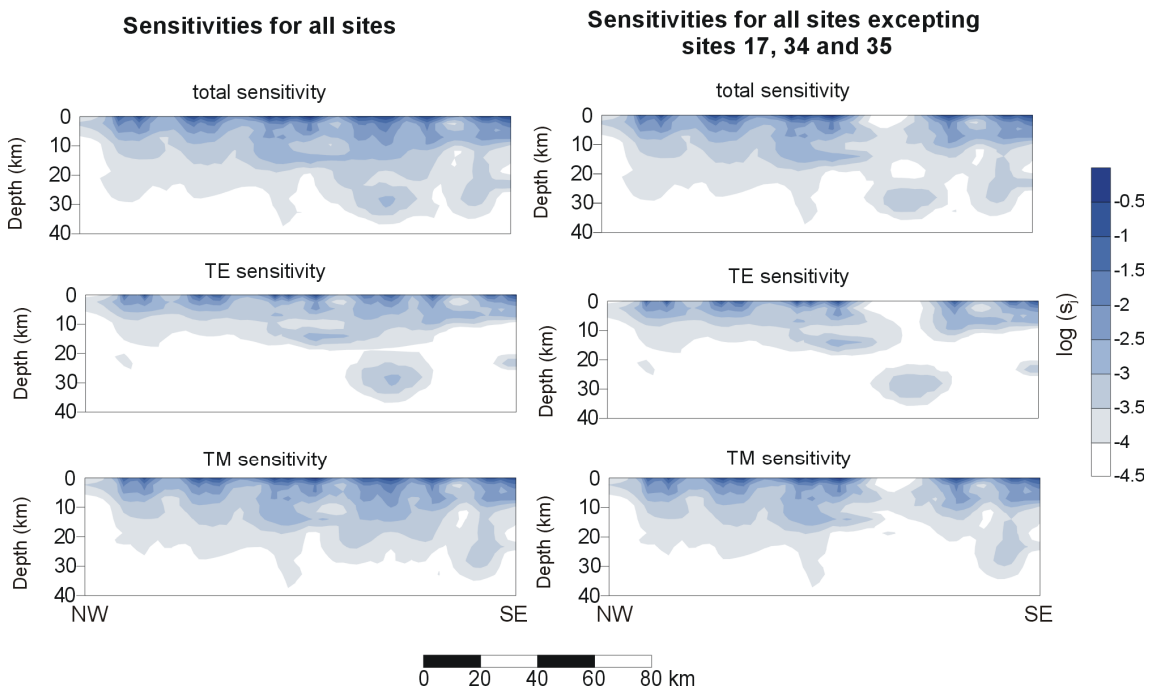 Sensitivities for all sites
Sensitivities for all sites excepting
sites 17, 34 and 35
total sensitivity
0
10
20
30
40
Depth (km)
total sensitivity
0
10
20
30
40
Depth (km)
TE sensitivity
0
10
20
30
40
Depth (km)
TE sensitivity
0
10
20
30
40
Depth (km)
TM sensitivity
0
10
20
30
40
Depth (km)
NW
SE
TM sensitivity
0
10
20
30
40
Depth (km)
NW
SE
log (sj)
-0.5
-1
-1.5
-2
-2.5
-3
-3.5
-4
-4.5
0 20 40 60 80 km